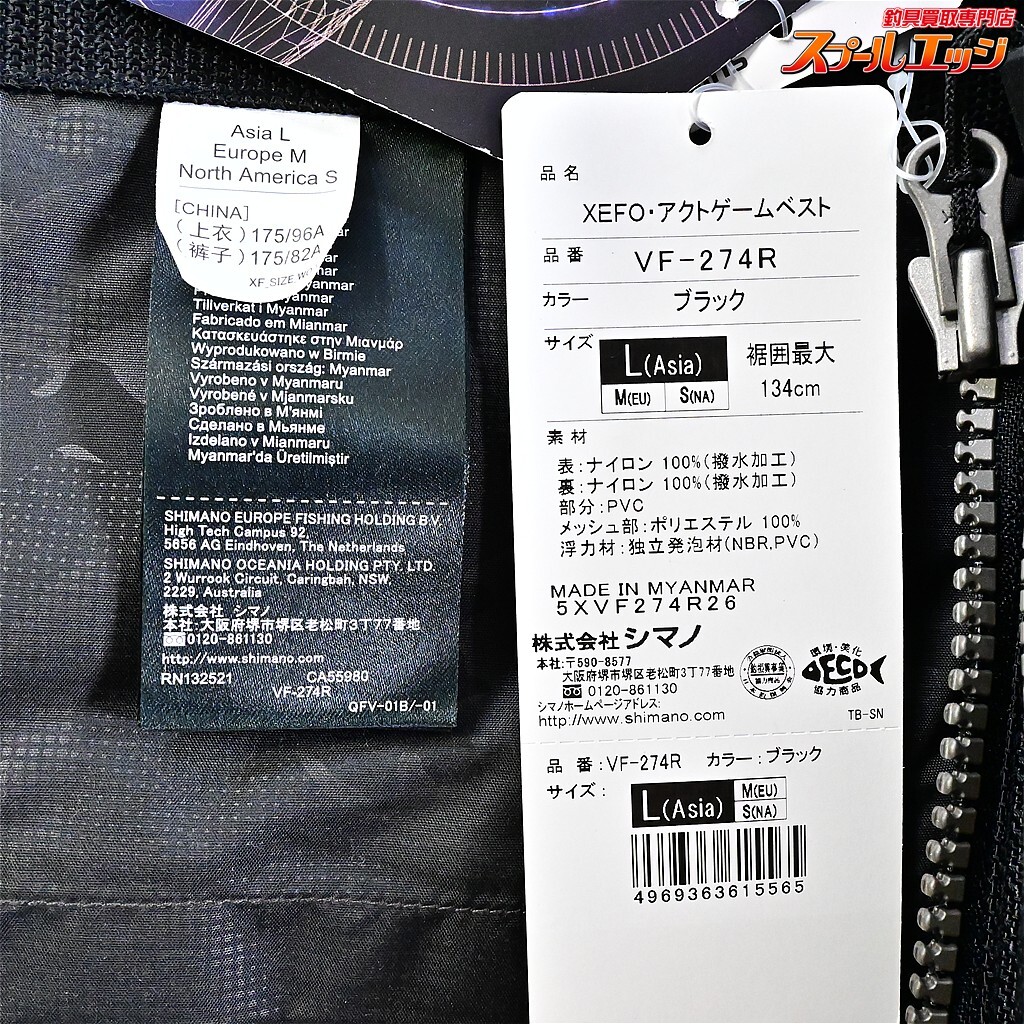 釣具買取専門店
スプールエッジ
Asia L
Europe M
North America S
[CHINA]
(上衣) 175/96A
(裤子) 175/82A
Tillverkat i Myanmar
Fabricado em Mianmar
Κατασκευάστηκε στην Μιανμάρ
Wyprodukowano w Birmie
Származási ország: Myanmar
Vyrobeno v Myanmaru
Vyrobené v Mjanmarsku
Зроблено в М'янмі
Сделано в Мьянме
Izdelano v Mianmaru
Myanmar'da Üretilmiştir
SHIMANO EUROPE FISHING HOLDING B.V.
High Tech Campus 92,
5656 AG Eindhoven, The Netherlands
SHIMANO OCEANIA HOLDING PTY. LTD.
2 Wurrook Circuit, Caringbah, NSW,
2229, Australia
株式会社 シマノ
本社:大阪府堺市堺区老松町3丁77番地
0120-861130
http://www.shimano.com
RN132521 CA55980
VF-274R
QFV-01B/-01
品名
XEFO・アクトゲームベスト
品番 VF-274R
カラー ブラック
サイズ L(Asia) 裾囲最大
M(EU) S(NA) 134cm
素材
表:ナイロン 100%(撥水加工)
裏:ナイロン 100%(撥水加工)
部分:PVC
メッシュ部:ポリエステル 100%
浮力材:独立発泡材(NBR,PVC)
MADE IN MYANMAR
5XVF274R26
株式会社 シマノ
本社:〒590-8577
大阪府堺市堺区老松町3丁77番地
0120-861130
シマノホームページアドレス:
http://www.shimano.com
環境・美化
ECO
協力商品
TB-SN
品番:VF-274R カラー:ブラック
サイズ: L(Asia) M(EU)
S(NA)
4969363615565